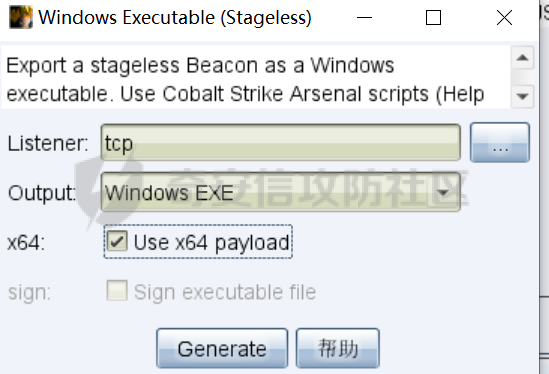 Windows Executable (Stageless)
Export a stageless Beacon as a Windows
executable. Use Cobalt Strike Arsenal scripts (Help
Listener: tcp ...
Output: Windows EXE
奇安信攻防社区
x64: Use x64 payload
sign: Sign executable file
Generate 帮助